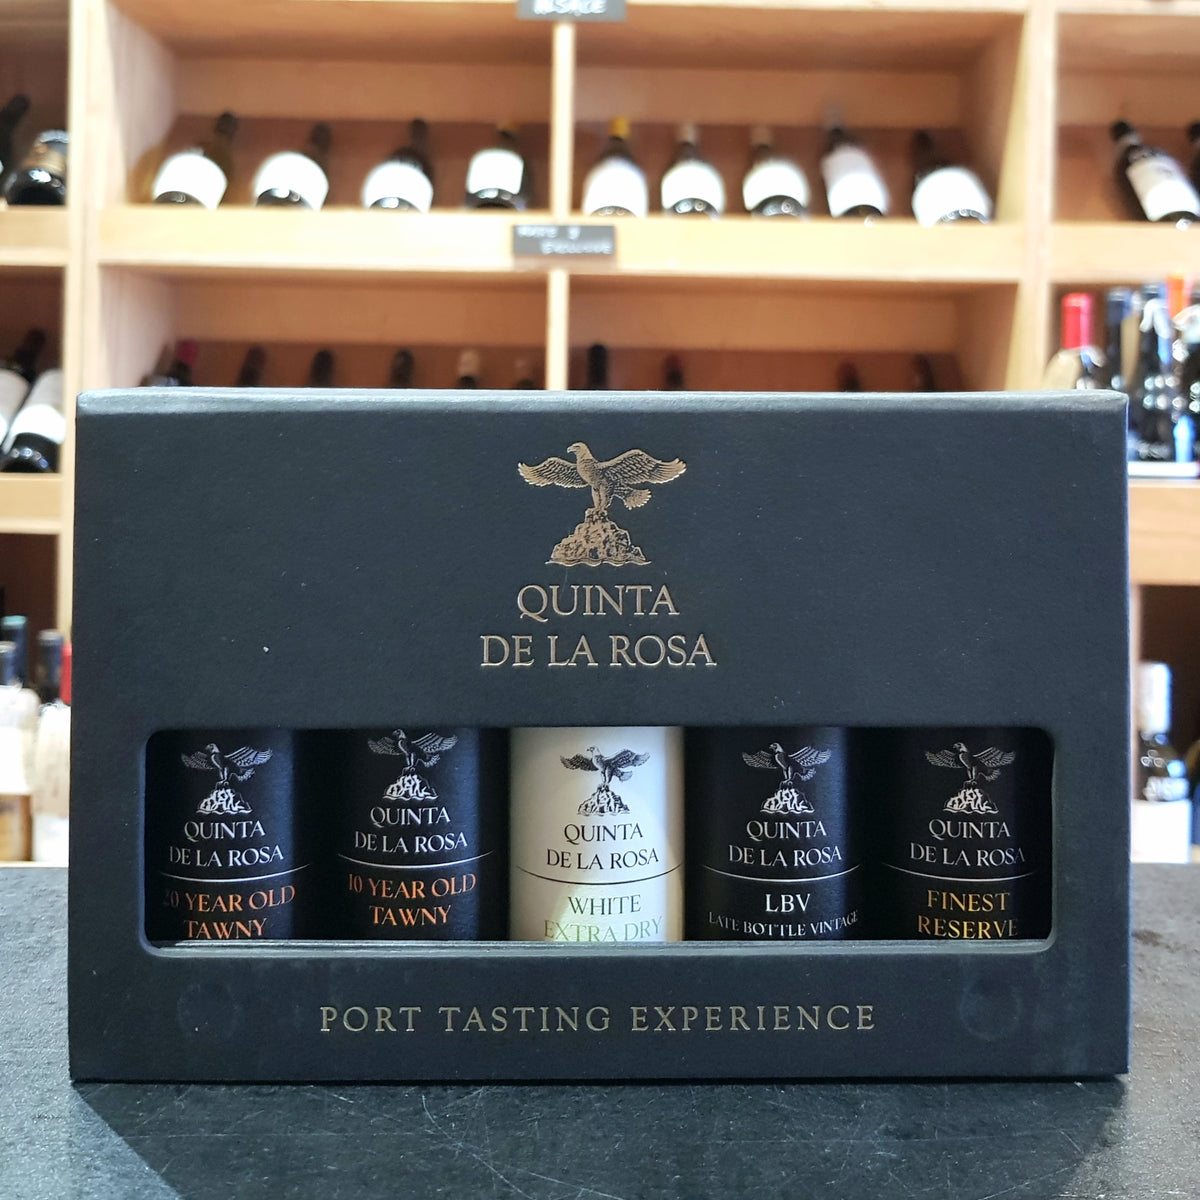 ALSACE
QUINTA
DE LA ROSA
QUINTA
DE LA ROSA
20 YEAR OLD
TAWNY
QUINTA
DE LA ROSA
10 YEAR OLD
TAWNY
QUINTA
DE LA ROSA
WHITE
EXTRA DRY
QUINTA
DE LA ROSA
LBV
LATE BOTTLE VINTAGE
QUINTA
DE LA ROSA
FINEST
RESERVE
PORT TASTING EXPERIENCE